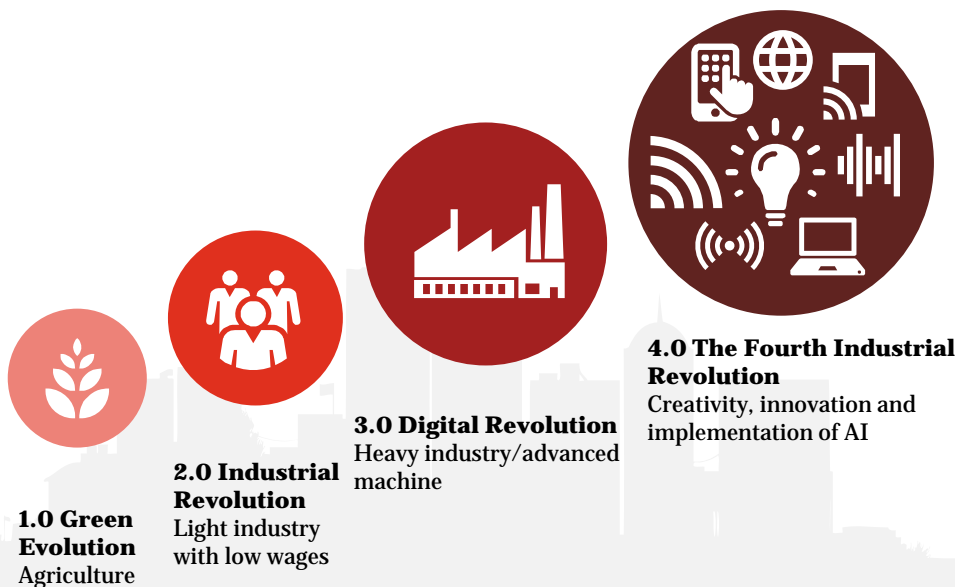 1.0 Green
Evolution
Agriculture
2.0 Industrial
Revolution
Light industry
with low wages
3.0 Digital Revolution
Heavy industry/advanced
machine
4.0 The Fourth Industrial
Revolution
Creativity, innovation and
implementation of AI